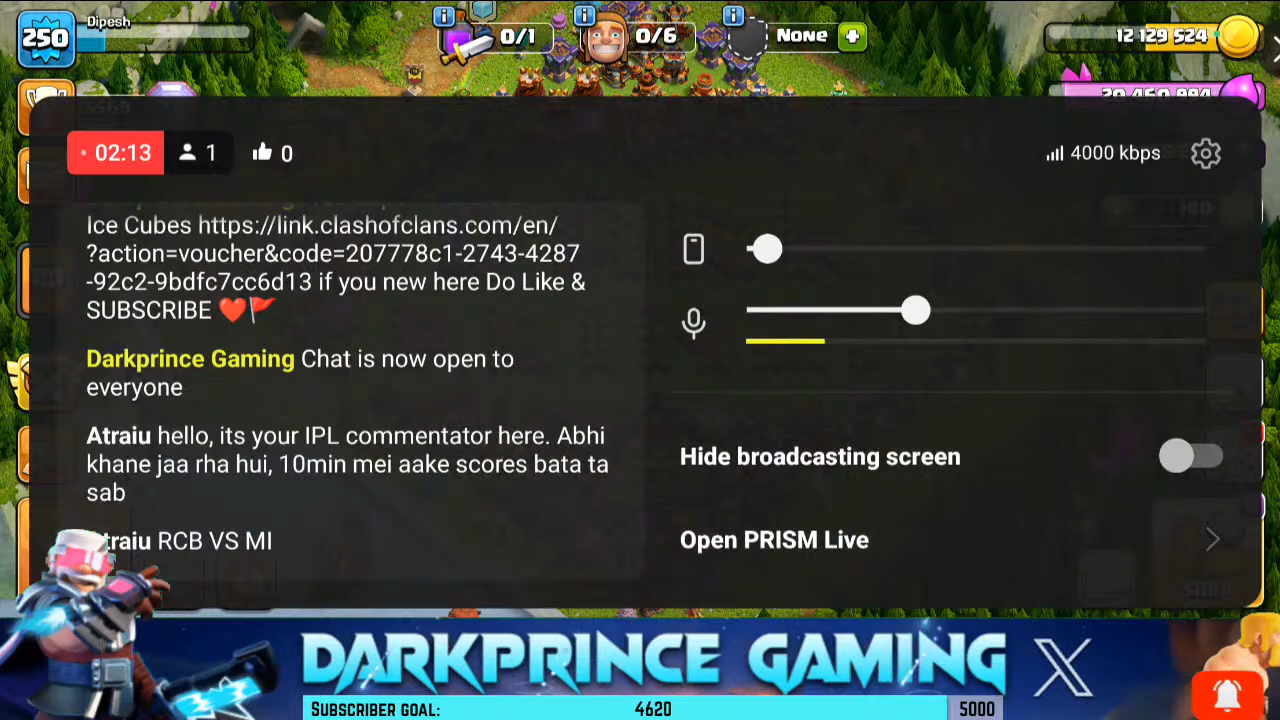 250
Dipesh
0/1
0/6
None
12 129 524
02:13
1
0
4000 kbps
Ice Cubes https://link.clashofclans.com/en/
?action=voucher&code=207778c1-2743-4287
-92c2-9bdfc7cc6d13 if you new here Do Like &
SUBSCRIBE ❤️🚩
Darkprince Gaming Chat is now open to
everyone
Atraiu hello, its your IPL commentator here. Abhi
khane jaa rha hui, 10min mei aake scores bata ta
sab
Atraiu RCB VS MI
Hide broadcasting screen
Open PRISM Live
DARKPRINCE GAMING
SUBSCRIBER GOAL: 4620 5000